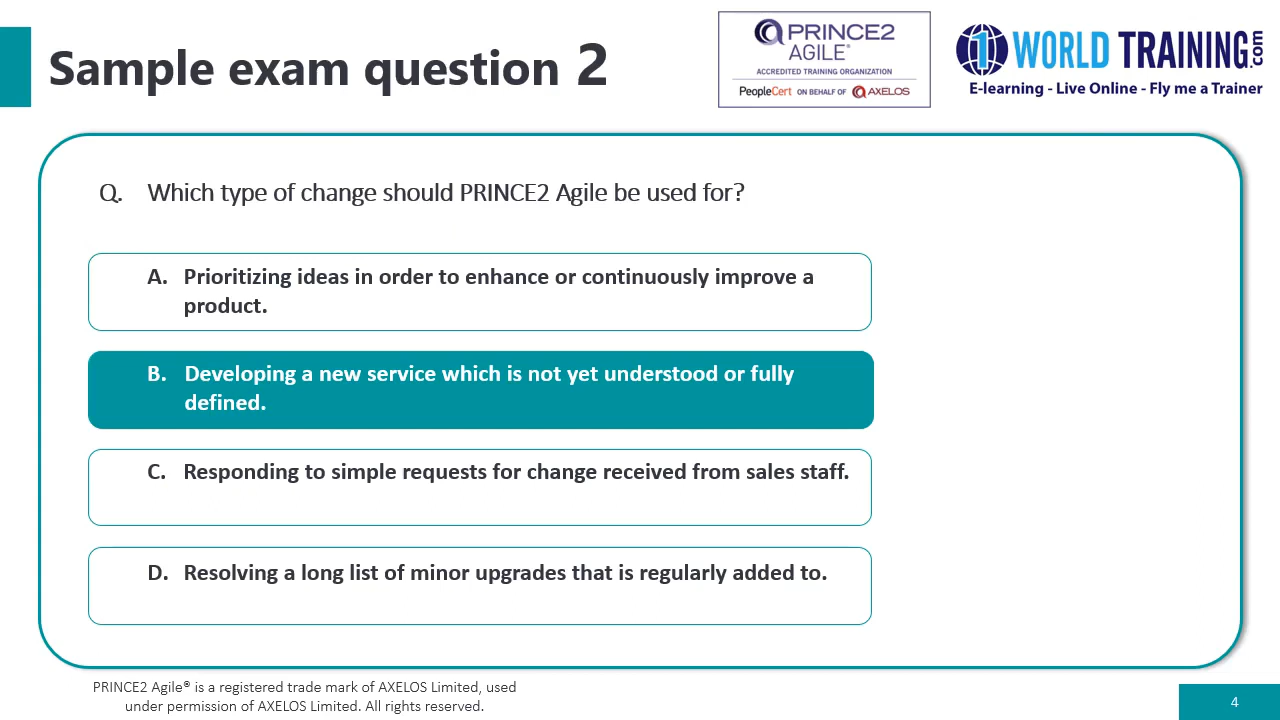 Sample exam question 2
PRINCE2
AGILE®
ACCREDITED TRAINING ORGANIZATION
PeopleCert ON BEHALF OF AXELOS
1 WORLD TRAINING.com
E-learning - Live Online - Fly me a Trainer
Q. Which type of change should PRINCE2 Agile be used for?
A. Prioritizing ideas in order to enhance or continuously improve a
product.
B. Developing a new service which is not yet understood or fully
defined.
C. Responding to simple requests for change received from sales staff.
D. Resolving a long list of minor upgrades that is regularly added to.
PRINCE2 Agile® is a registered trade mark of AXELOS Limited, used
under permission of AXELOS Limited. All rights reserved.
4